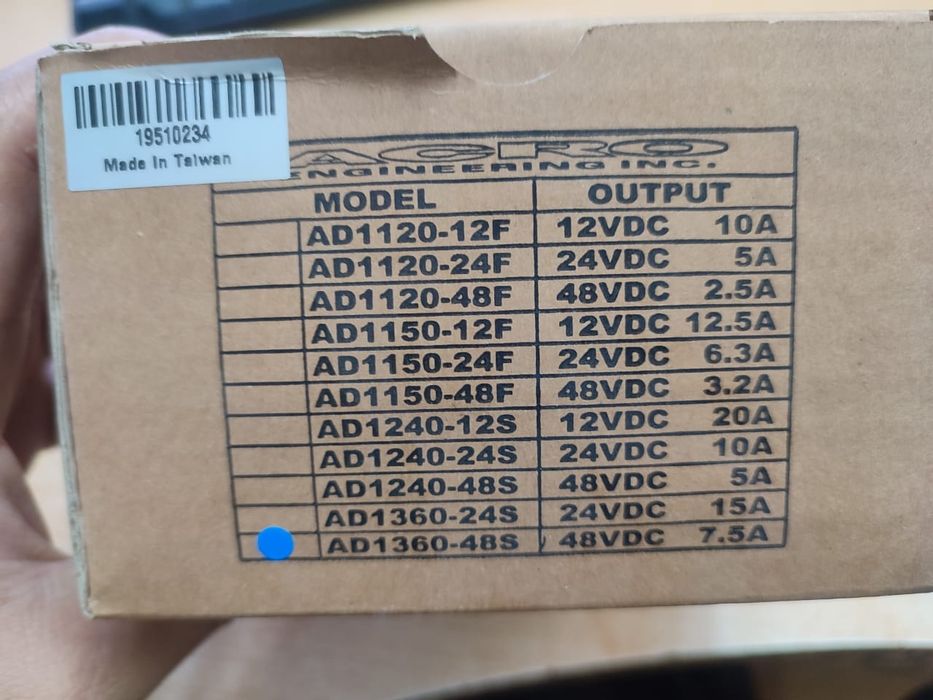 19510234
Made In Taiwan
ACRO
ENGINEERING INC.
MODEL OUTPUT
AD1120-12F 12VDC 10A
AD1120-24F 24VDC 5A
AD1120-48F 48VDC 2.5A
AD1150-12F 12VDC 12.5A
AD1150-24F 24VDC 6.3A
AD1150-48F 48VDC 3.2A
AD1240-12S 12VDC 20A
AD1240-24S 24VDC 10A
AD1240-48S 48VDC 5A
AD1360-24S 24VDC 15A
AD1360-48S 48VDC 7.5A